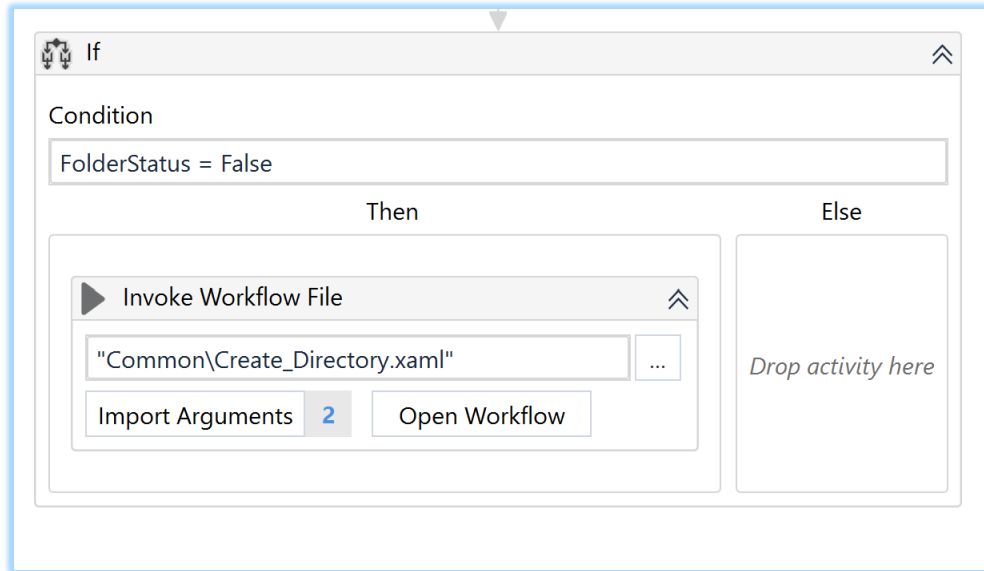 If
Condition
FolderStatus = False
Then
Else
Invoke Workflow File
"Common\Create_Directory.xaml"
...
Import Arguments 2
Open Workflow
Drop activity here